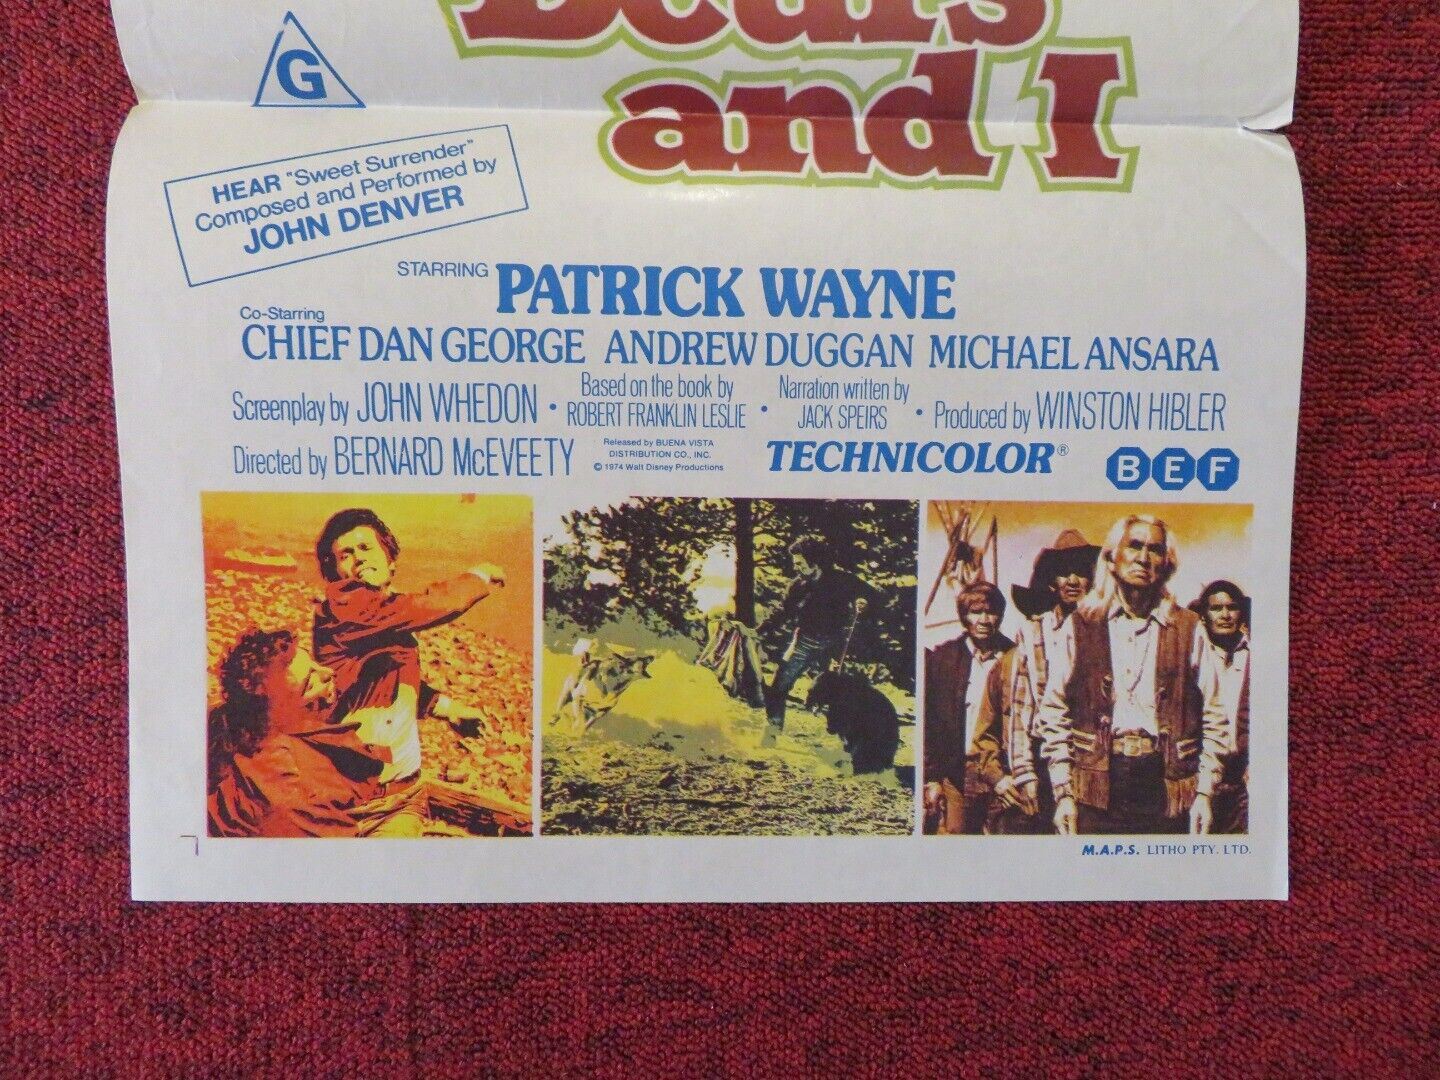 Bears
and I
G
HEAR "Sweet Surrender"
Composed and Performed by
JOHN DENVER
STARRING PATRICK WAYNE
Co-Starring
CHIEF DAN GEORGE ANDREW DUGGAN MICHAEL ANSARA
Screenplay by JOHN WHEDON • Based on the book by ROBERT FRANKLIN LESLIE • Narration written by JACK SPEIRS • Produced by WINSTON HIBLER
Directed by BERNARD McEVEETY
Released by BUENA VISTA
DISTRIBUTION CO., INC.
© 1974 Walt Disney Productions
TECHNICOLOR®
BEF
M.A.P.S. LITHO PTY. LTD.